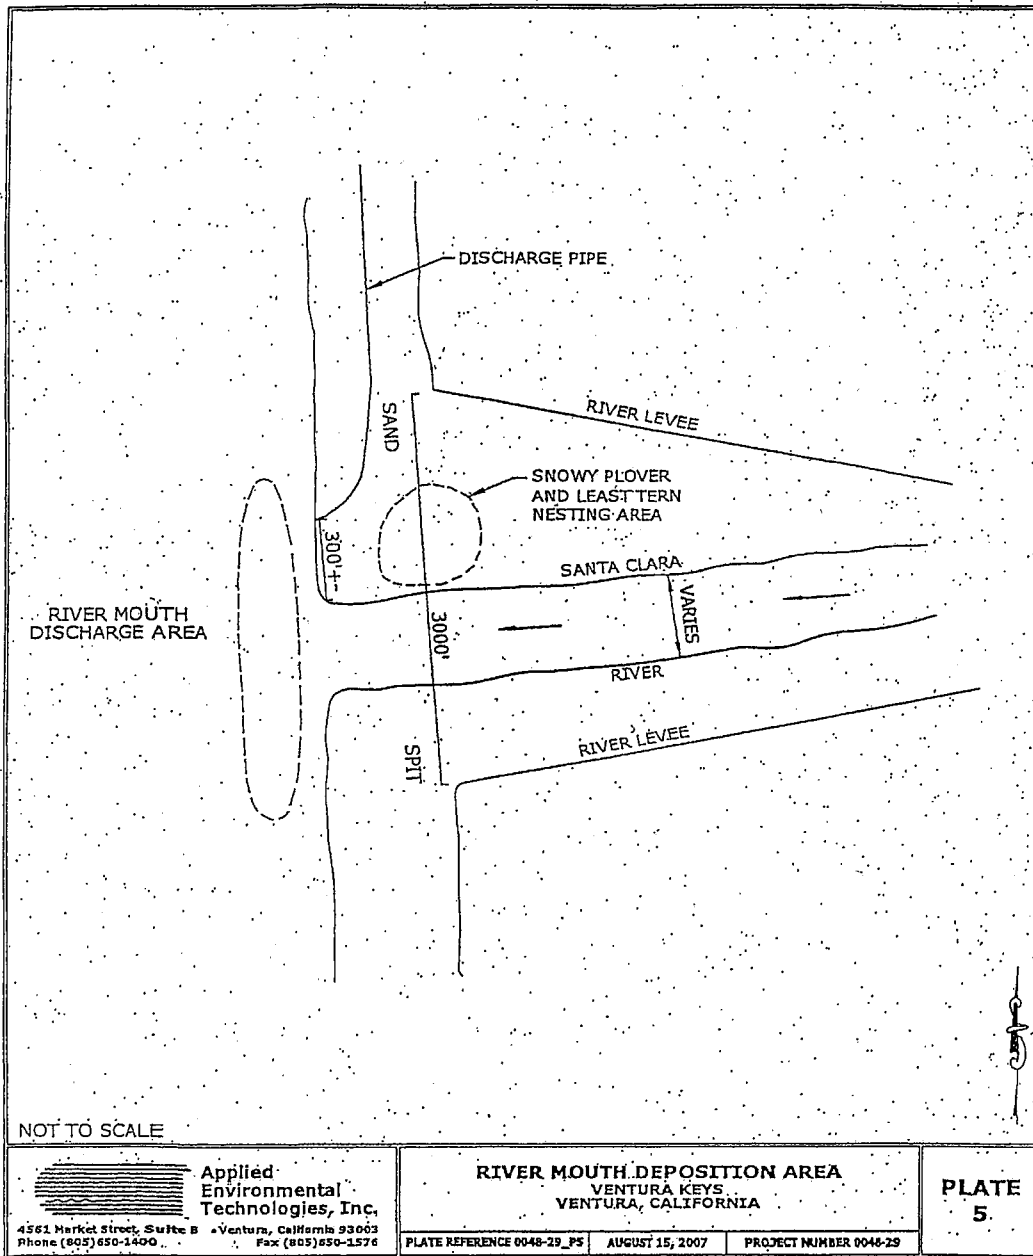 DISCHARGE PIPE
RIVER LEVEE
SAND
SNOWY PLOVER
AND LEAST TERN
NESTING AREA
300'+-
SANTA CLARA
RIVER MOUTH
DISCHARGE AREA
VARIES
3000'
RIVER
RIVER LEVEE
SPIT
NOT TO SCALE
Applied
Environmental
Technologies, Inc.
4561 Market Street, Suite B • Ventura, California 93003
Phone (805)650-1400 Fax (805)650-1576
RIVER MOUTH DEPOSITION AREA
VENTURA KEYS
VENTURA, CALIFORNIA
PLATE REFERENCE 0048-29_P5
AUGUST 15, 2007
PROJECT NUMBER 0048-29
PLATE
5